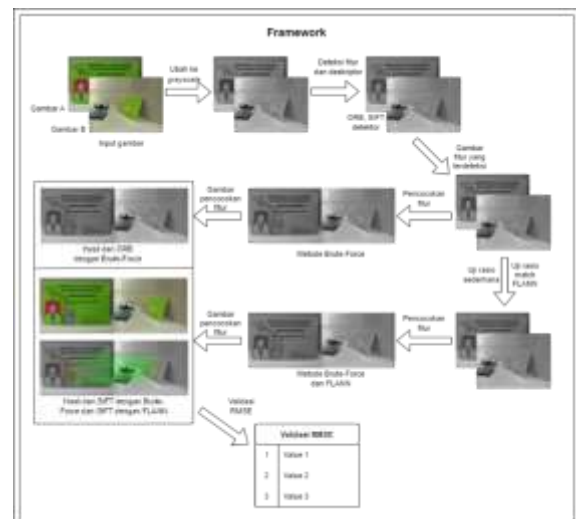 Framework
Ubah ke
grayscale
Deteksi fitur
dan deskriptor
Gambar A
Gambar B
Input gambar
ORB, SIFT
detektor
Gambar
fitur yang
terdeteksi
Gambar
pencocokan
fitur
Pencocokan
fitur
Hasil dari ORB
dengan Brute-Force
Metode Brute-Force
Uji rasio
sederhana
Uji rasio
match
FLANN
Gambar
pencocokan
fitur
Pencocokan
fitur
Metode Brute-Force
dan FLANN
Hasil dari SIFT dengan Brute-
Force dan SIFT dengan FLANN
Validasi
RMSE
Validasi RMSE
1 Value 1
2 Value 2
3 Value 3